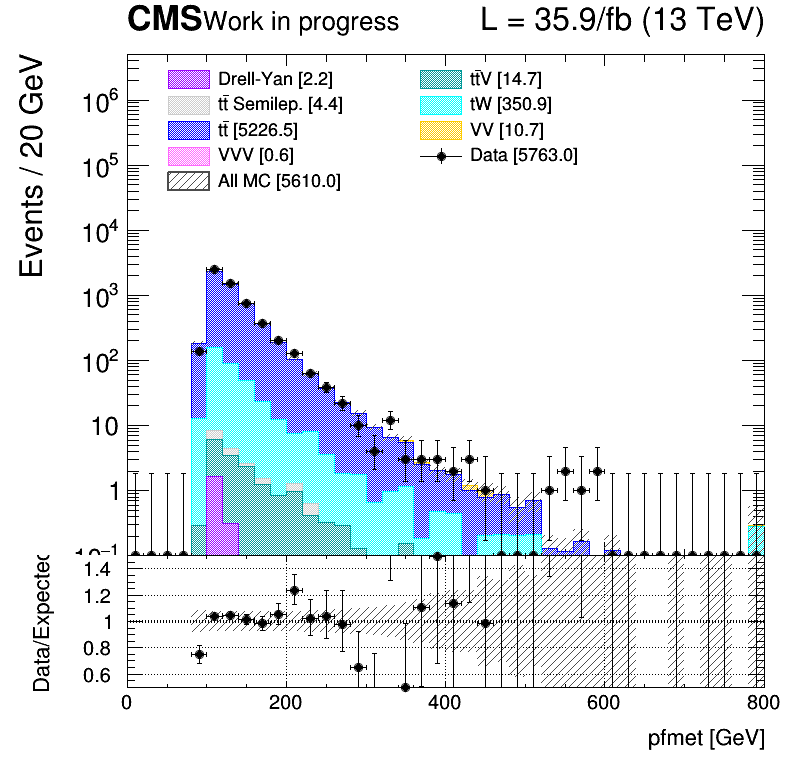 CMS Work in progress L = 35.9/fb (13 TeV)
Events / 20 GeV
Drell-Yan [2.2]
tt̄ Semilep. [4.4]
tt̄ [5226.5]
VVV [0.6]
All MC [5610.0]
tt̄V [14.7]
tW [350.9]
VV [10.7]
Data [5763.0]
10⁶
10⁵
10⁴
10³
10²
10
1
10⁻¹
Data/Expected
1.4
1.2
1
0.8
0.6
0 200 400 600 800
pfmet [GeV]